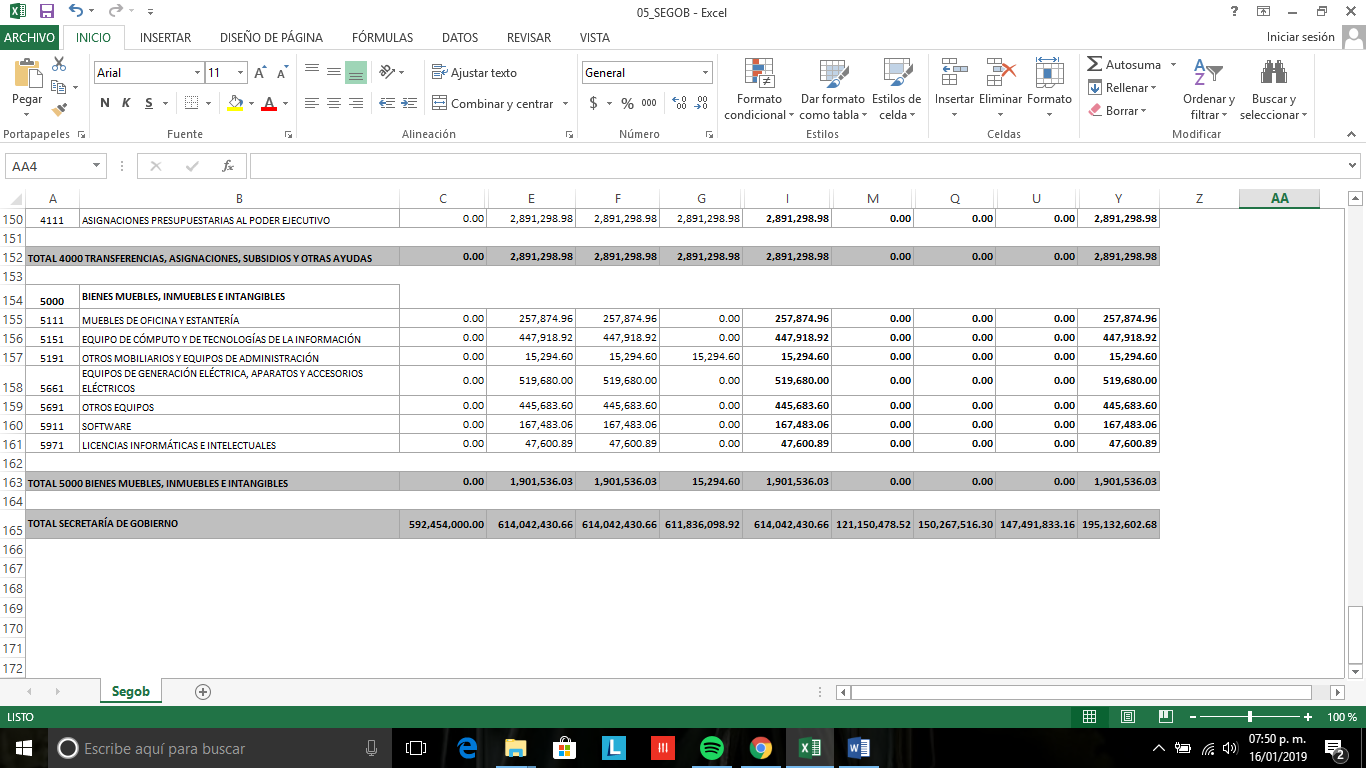 05_SEGOB - Excel
?
ARCHIVO INICIO INSERTAR DISEÑO DE PÁGINA FÓRMULAS DATOS REVISAR VISTA Iniciar sesión
Pegar
Arial 11 A A
N K S A
Ajustar texto
Combinar y centrar
General
$ % 000
Formato condicional
Dar formato como tabla
Estilos de celda
Insertar Eliminar Formato
Autosuma
Rellenar
Borrar
Ordenar y filtrar
Buscar y seleccionar
Portapapeles Fuente Alineación Número Estilos Celdas Modificar
AA4 fx
A B C E F G I M Q U Y Z AA
150 4111 ASIGNACIONES PRESUPUESTARIAS AL PODER EJECUTIVO 0.00 2,891,298.98 2,891,298.98 2,891,298.98 2,891,298.98 0.00 0.00 0.00 2,891,298.98
151
152 TOTAL 4000 TRANSFERENCIAS, ASIGNACIONES, SUBSIDIOS Y OTRAS AYUDAS 0.00 2,891,298.98 2,891,298.98 2,891,298.98 2,891,298.98 0.00 0.00 0.00 2,891,298.98
153
154 5000 BIENES MUEBLES, INMUEBLES E INTANGIBLES
155 5111 MUEBLES DE OFICINA Y ESTANTERÍA 0.00 257,874.96 257,874.96 0.00 257,874.96 0.00 0.00 0.00 257,874.96
156 5151 EQUIPO DE CÓMPUTO Y DE TECNOLOGÍAS DE LA INFORMACIÓN 0.00 447,918.92 447,918.92 0.00 447,918.92 0.00 0.00 0.00 447,918.92
157 5191 OTROS MOBILIARIOS Y EQUIPOS DE ADMINISTRACIÓN 0.00 15,294.60 15,294.60 15,294.60 15,294.60 0.00 0.00 0.00 15,294.60
EQUIPOS DE GENERACIÓN ELÉCTRICA, APARATOS Y ACCESORIOS
158 5661 ELÉCTRICOS 0.00 519,680.00 519,680.00 0.00 519,680.00 0.00 0.00 0.00 519,680.00
159 5691 OTROS EQUIPOS 0.00 445,683.60 445,683.60 0.00 445,683.60 0.00 0.00 0.00 445,683.60
160 5911 SOFTWARE 0.00 167,483.06 167,483.06 0.00 167,483.06 0.00 0.00 0.00 167,483.06
161 5971 LICENCIAS INFORMÁTICAS E INTELECTUALES 0.00 47,600.89 47,600.89 0.00 47,600.89 0.00 0.00 0.00 47,600.89
162
163 TOTAL 5000 BIENES MUEBLES, INMUEBLES E INTANGIBLES 0.00 1,901,536.03 1,901,536.03 15,294.60 1,901,536.03 0.00 0.00 0.00 1,901,536.03
164
165 TOTAL SECRETARÍA DE GOBIERNO 592,454,000.00 614,042,430.66 614,042,430.66 611,836,098.92 614,042,430.66 121,150,478.52 150,267,516.30 147,491,833.16 195,132,602.68
166
167
168
169
170
171
172
Segob
LISTO 100 %
Escribe aquí para buscar
07:50 p. m.
16/01/2019
2